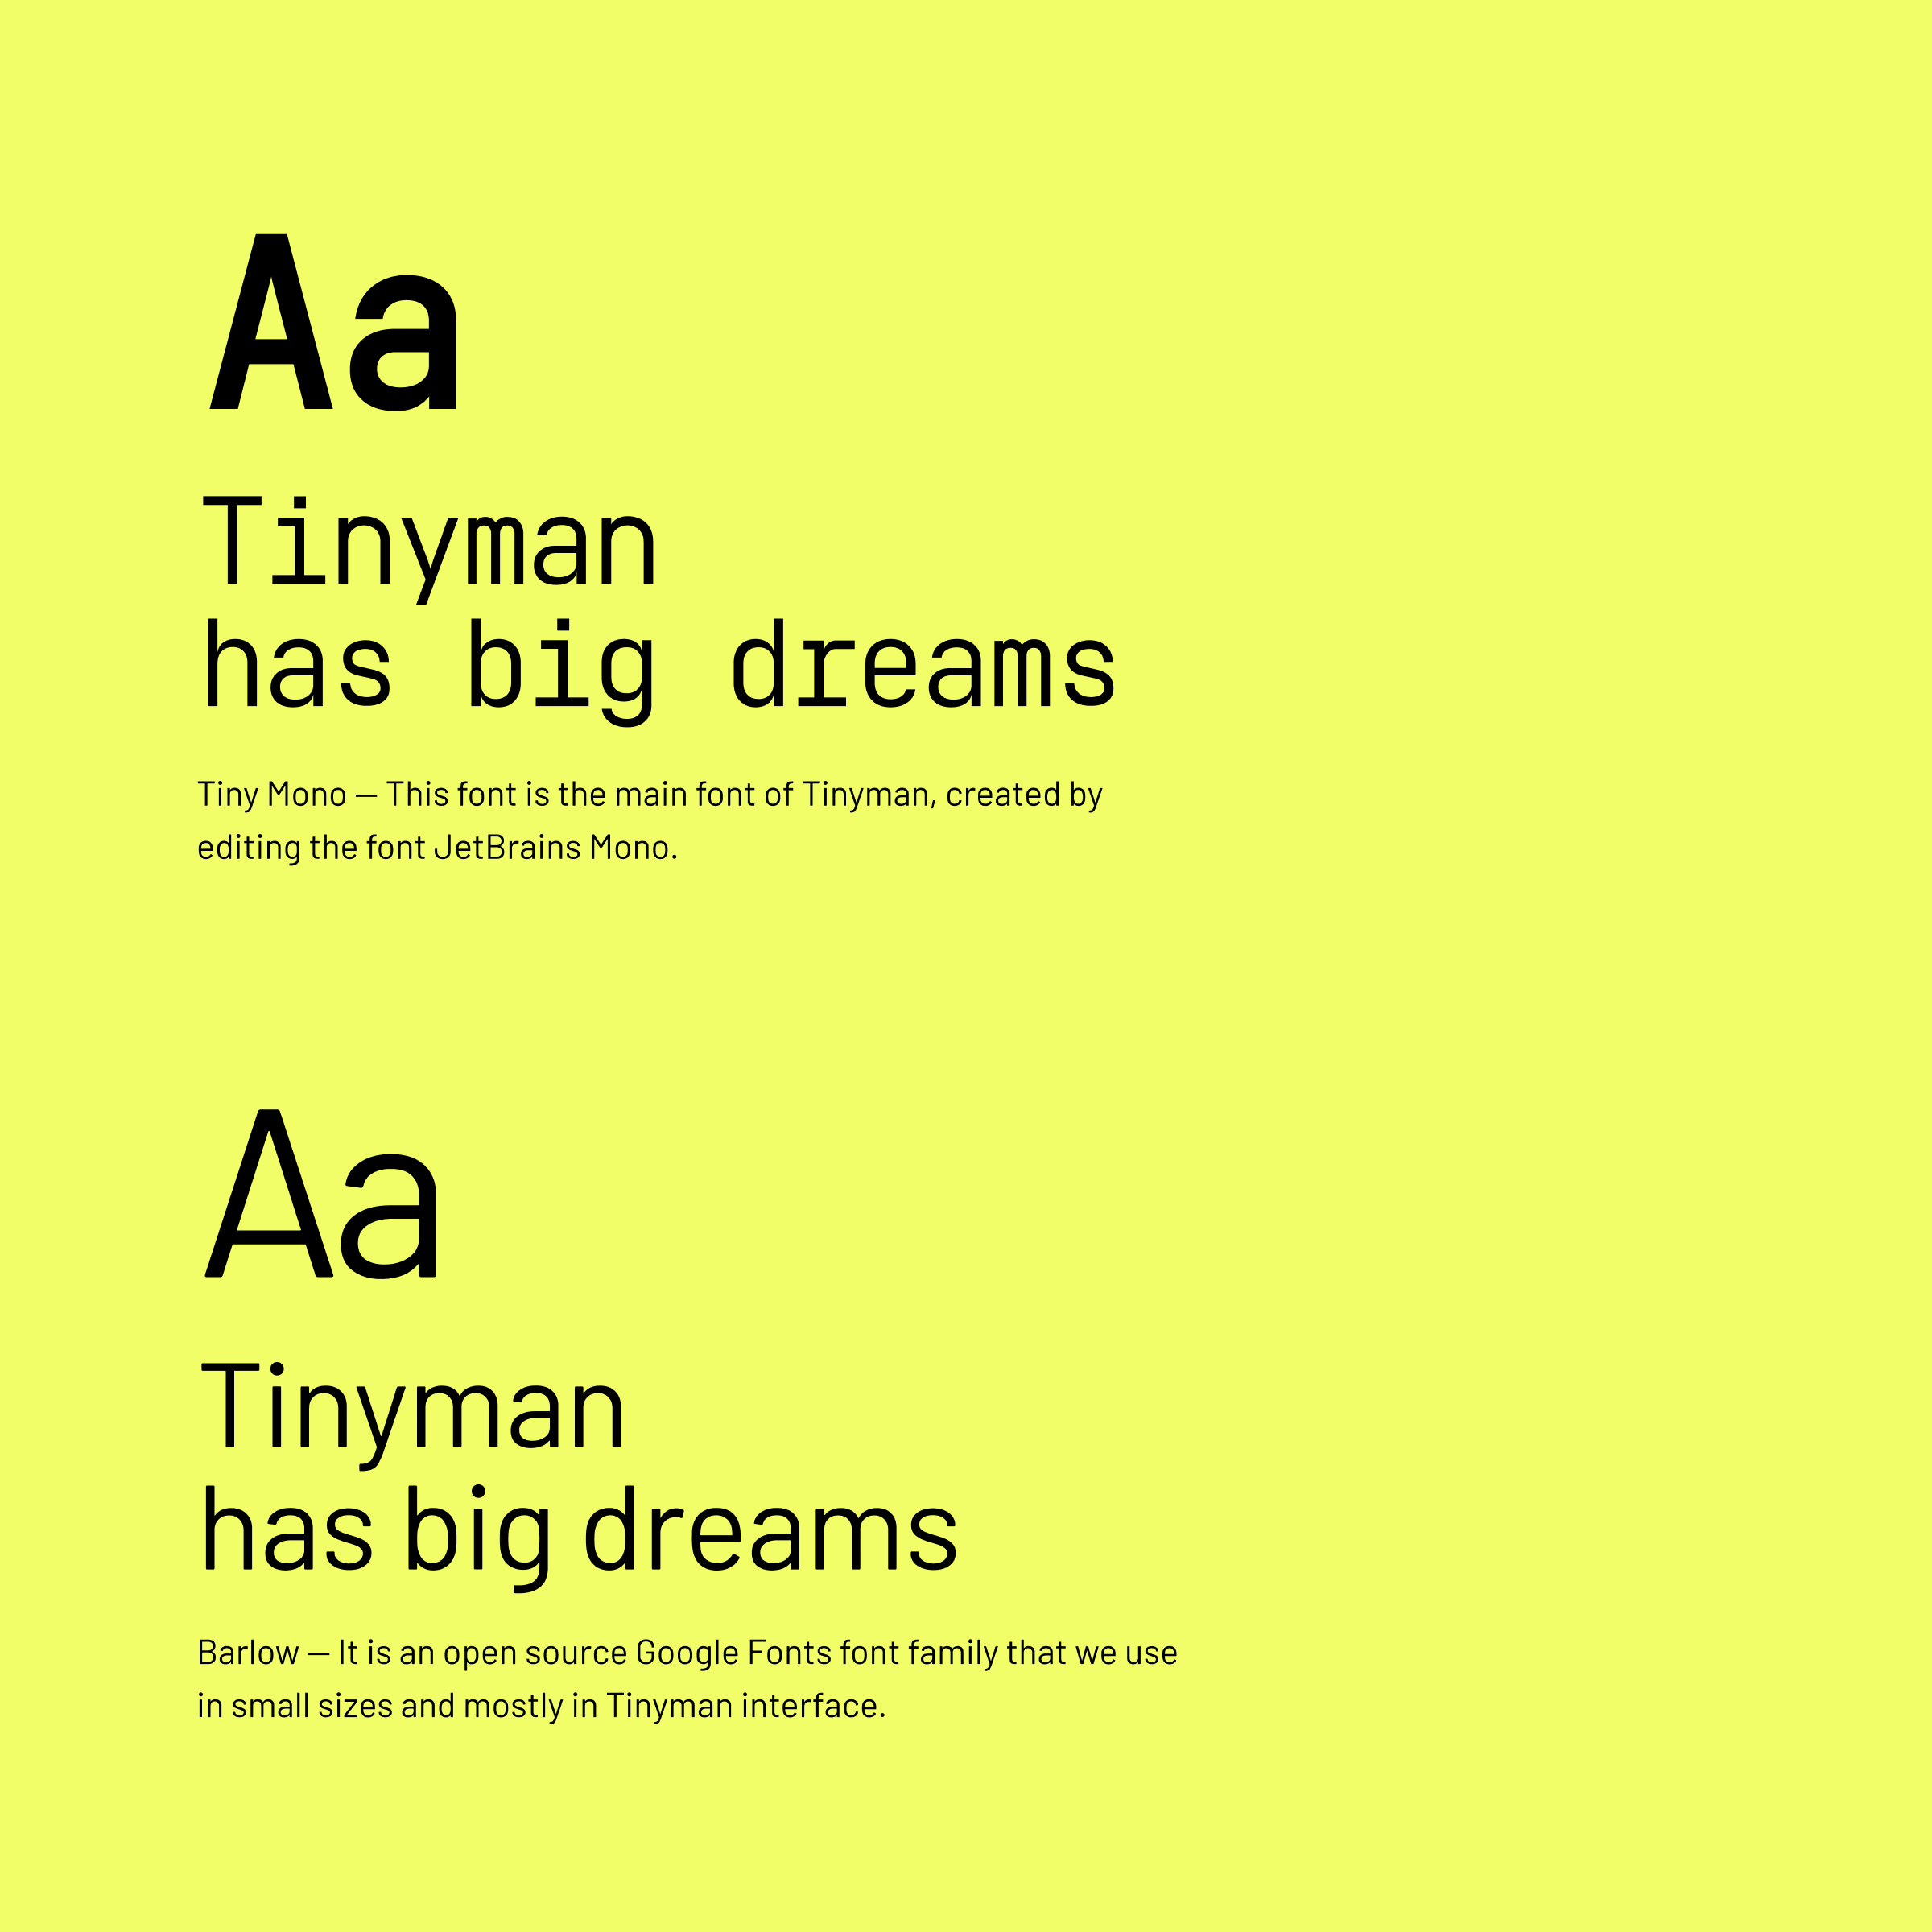 Aa
Tinyman
has big dreams
Tiny Mono — This font is the main font of Tinyman, created by
editing the font JetBrains Mono.
Aa
Tinyman
has big dreams
Barlow — It is an open source Google Fonts font family that we use
in small sizes and mostly in Tinyman interface.